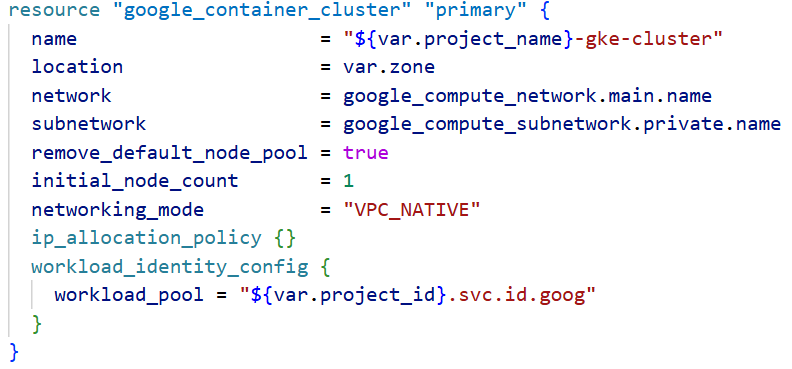 resource "google_container_cluster" "primary" {
  name                     = "${var.project_name}-gke-cluster"
  location                 = var.zone
  network                  = google_compute_network.main.name
  subnetwork               = google_compute_subnetwork.private.name
  remove_default_node_pool = true
  initial_node_count       = 1
  networking_mode          = "VPC_NATIVE"
  ip_allocation_policy {}
  workload_identity_config {
    workload_pool = "${var.project_id}.svc.id.goog"
  }
}